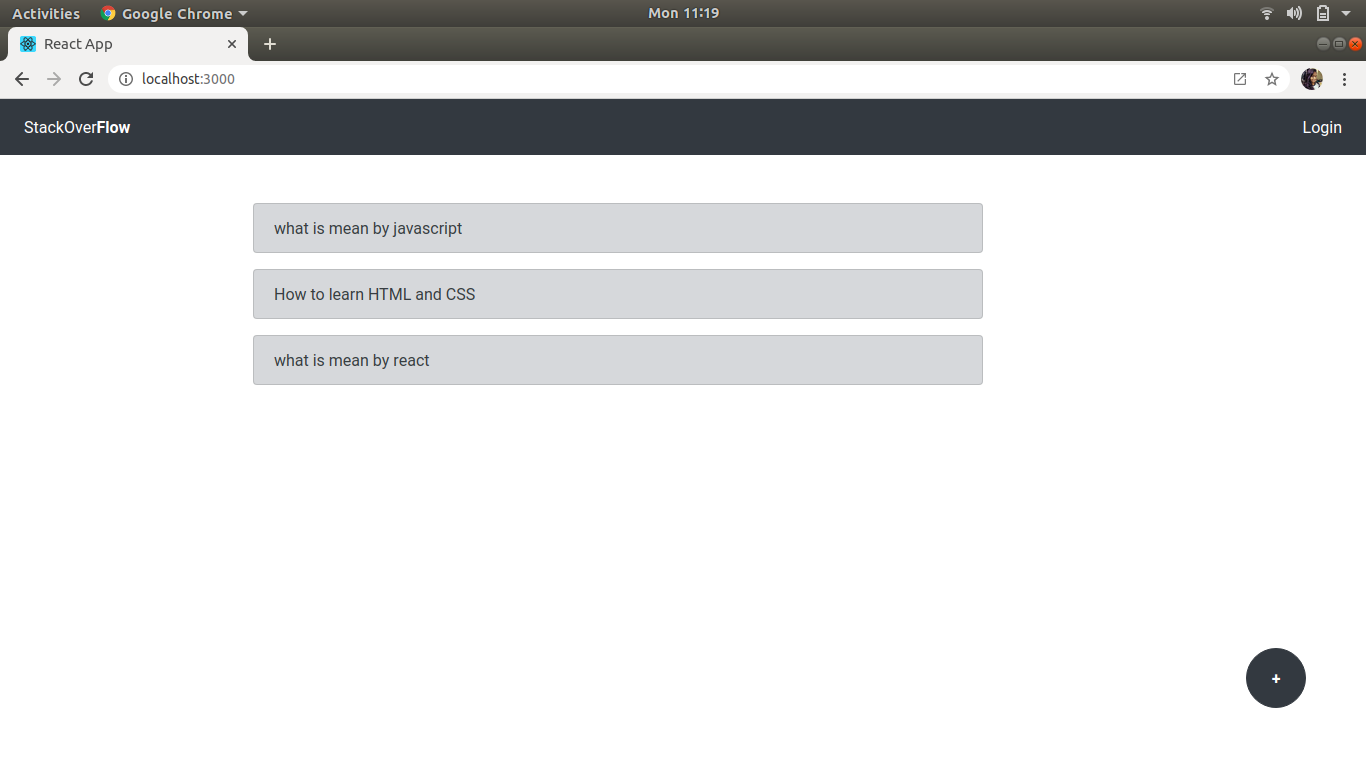 Activities Google Chrome Mon 11:19
React App
localhost:3000
StackOverFlow Login
what is mean by javascript
How to learn HTML and CSS
what is mean by react
+